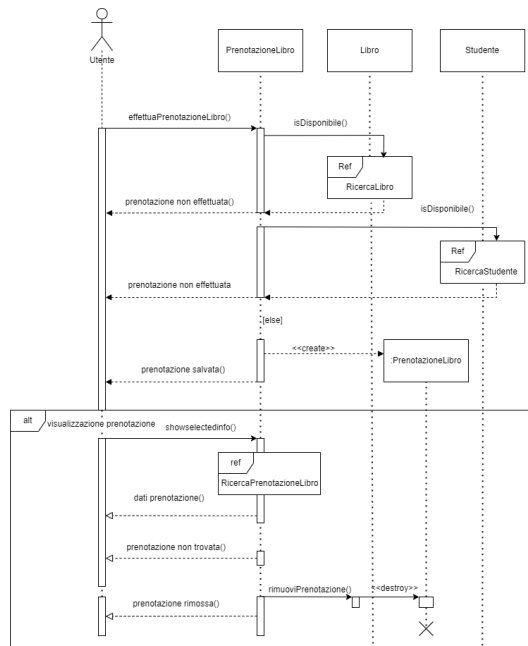 Utente
PrenotazioneLibro
Libro
Studente
effettuaPrenotazioneLibro()
isDisponibile()
Ref
RicercaLibro
prenotazione non effettuata()
isDisponibile()
Ref
RicercaStudente
prenotazione non effettuata
[else]
<<create>>
:PrenotazioneLibro
prenotazione salvata()
alt
visualizzazione prenotazione
showselectedinfo()
ref
RicercaPrenotazioneLibro
dati prenotazione()
prenotazione non trovata()
rimuoviPrenotazione()
<<destroy>>
prenotazione rimossa()